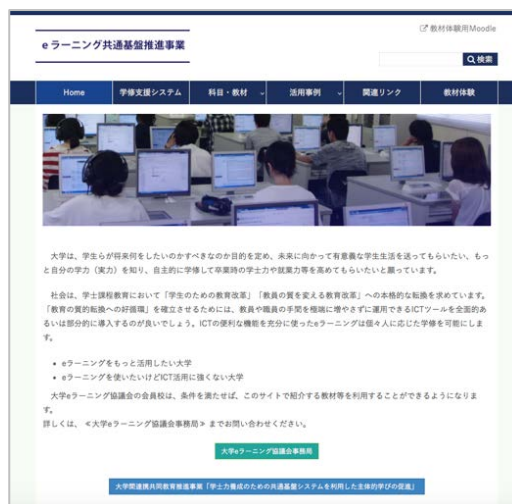 教材体験用Moodle
eラーニング共通基盤推進事業
検索
Home 学修支援システム 科目・教材 活用事例 関連リンク 教材体験
大学は、学生らが将来何をしたいのかすべきなのか目的を定め、未来に向かって有意義な学生生活を送ってもらいたい、もっ
と自分の学力（実力）を知り、自主的に学修して卒業時の学士力や就業力等を高めてもらいたいと願っています。
社会は、学士課程教育において「学生のための教育改革」「教員の質を変える教育改革」への本格的な転換を求めています。
「教育の質的転換への好循環」を確立させるためには、教員や職員の手間を極端に増やさずに運用できるICTツールを全面的あ
るいは部分的に導入するのが良いでしょう。ICTの便利な機能を充分に使ったeラーニングは個々人に応じた学修を可能にしま
す。
• eラーニングをもっと活用したい大学
• eラーニングを使いたいけどICT活用に強くない大学
大学eラーニング協議会の会員校は、条件を満たせば、このサイトで紹介する教材等を利用することができるようになりま
す。
詳しくは、≪大学eラーニング協議会事務局≫ までお問い合わせください。
大学eラーニング協議会事務局
大学間連携共同教育推進事業「学士力養成のための共通基盤システムを利用した主体的学びの促進」